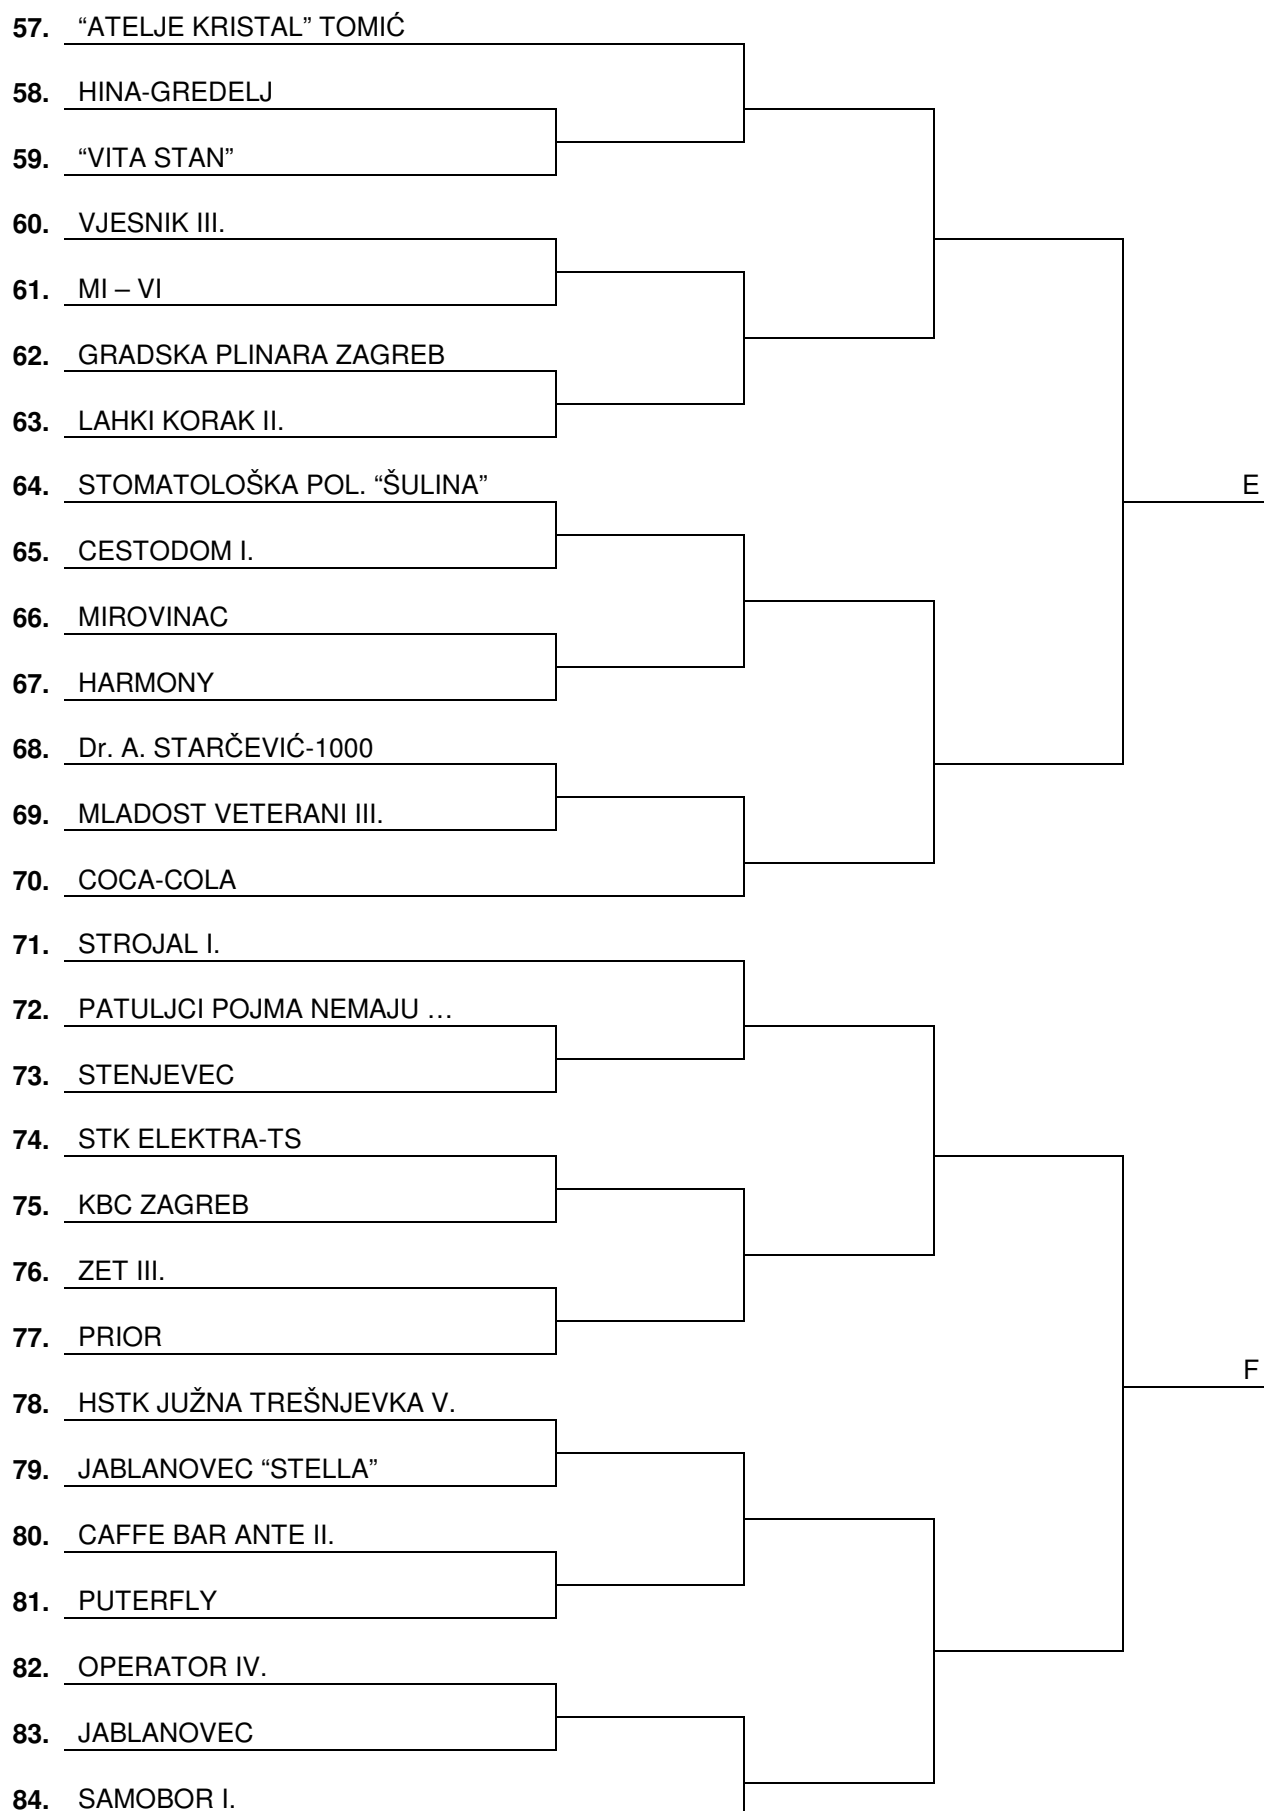 57. “ATELJE KRISTAL” TOMIĆ
58. HINA-GREDELJ
59. “VITA STAN”
60. VJESNIK III.
61. MI – VI
62. GRADSKA PLINARA ZAGREB
63. LAHKI KORAK II.
64. STOMATOLOŠKA POL. “ŠULINA”
E
65. CESTODOM I.
66. MIROVINAC
67. HARMONY
68. Dr. A. STARČEVIĆ-1000
69. MLADOST VETERANI III.
70. COCA-COLA
71. STROJAL I.
72. PATULJCI POJMA NEMAJU …
73. STENJEVEC
74. STK ELEKTRA-TS
75. KBC ZAGREB
76. ZET III.
77. PRIOR
F
78. HSTK JUŽNA TREŠNJEVKA V.
79. JABLANOVEC “STELLA”
80. CAFFE BAR ANTE II.
81. PUTERFLY
82. OPERATOR IV.
83. JABLANOVEC
84. SAMOBOR I.